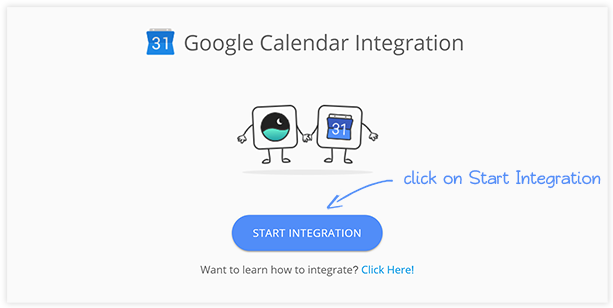 31 Google Calendar Integration
31
click on Start Integration
START INTEGRATION
Want to learn how to integrate? Click Here!